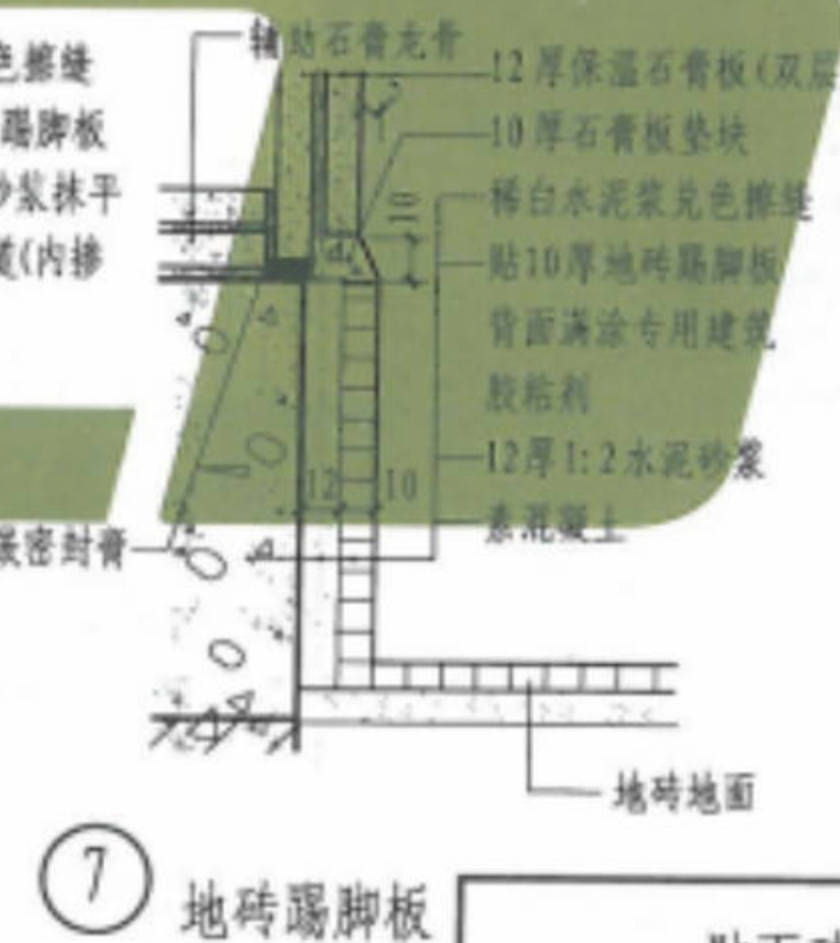 辅助石膏龙骨
色擦缝
踢脚板
砂浆抹平
(内掺
嵌密封膏
12厚保温石膏板(双层
10厚石膏板垫块
稀白水泥浆兑色擦缝
贴10厚地砖踢脚板
背面满涂专用建筑
胶粘剂
12厚1:2水泥砂浆
素混凝土
10
12
10
地砖地面
7
地砖踢脚板